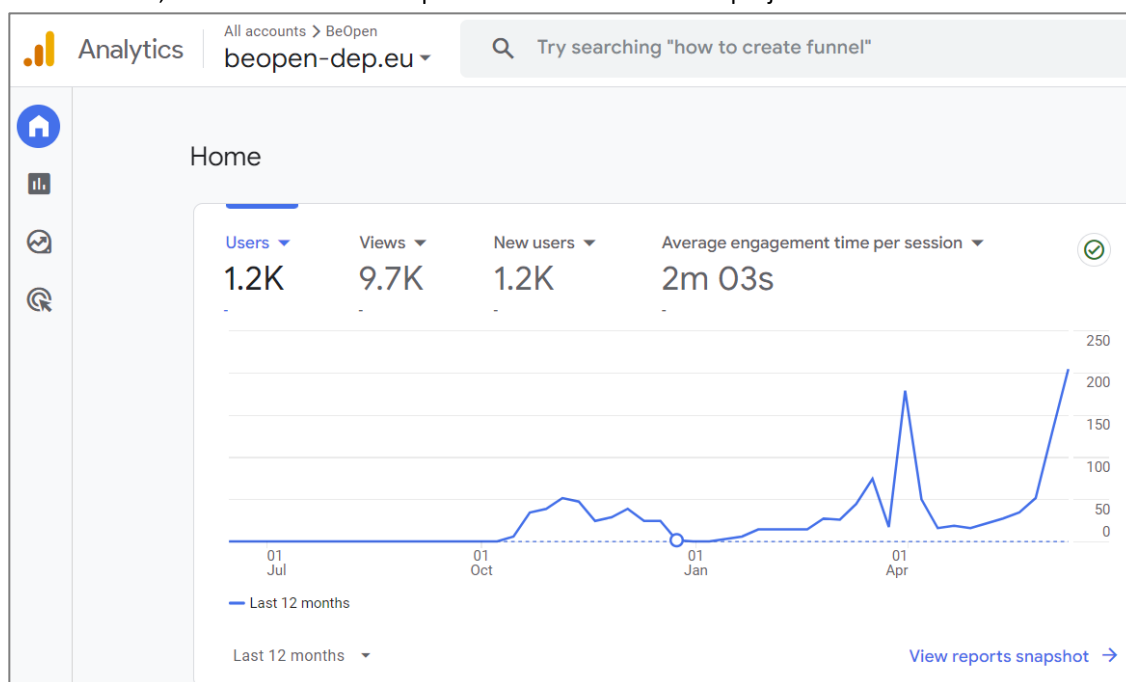 Analytics
All accounts > BeOpen
beopen-dep.eu
Try searching "how to create funnel"
Home
Users Views New users Average engagement time per session
1.2K 9.7K 1.2K 2m 03s
- - - -
250
200
150
100
50
0
01 01 01 01
Jul Oct Jan Apr
Last 12 months
Last 12 months View reports snapshot →